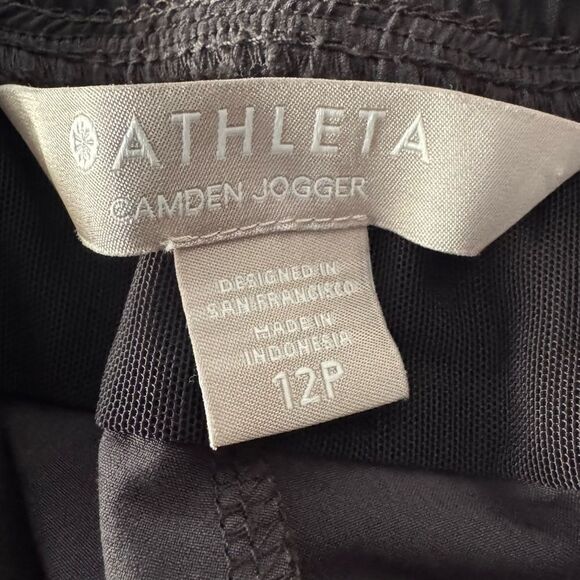 ATHLETA
CAMDEN JOGGER
DESIGNED IN
SAN FRANCISCO
MADE IN
INDONESIA
12P